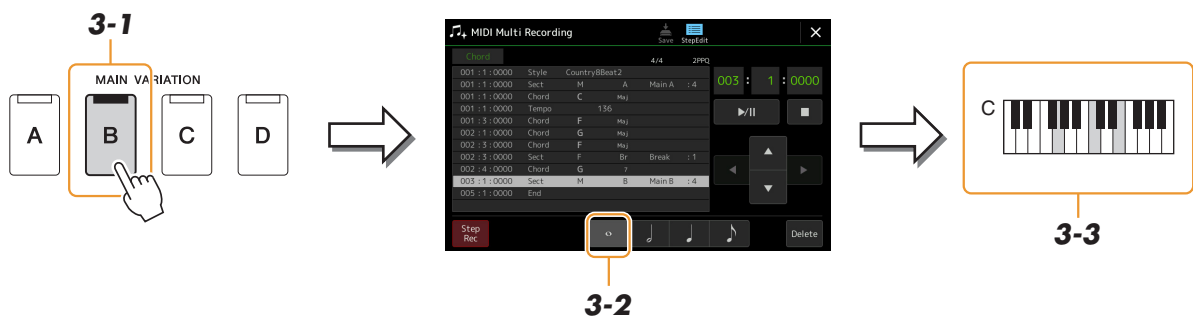 3-1
MAIN VARIATION
A
B
C
D
MIDI Multi Recording
Save
StepEdit
Chord
4/4
2PPQ
001 : 1 : 0000 Style Country8Beat2
001 : 1 : 0000 Sect M A Main A : 4
001 : 1 : 0000 Chord C Maj
001 : 1 : 0000 Tempo 136
001 : 3 : 0000 Chord F Maj
002 : 1 : 0000 Chord G Maj
002 : 3 : 0000 Chord F Maj
002 : 3 : 0000 Sect F Br Break : 1
002 : 4 : 0000 Chord G 7
003 : 1 : 0000 Sect M B Main B : 4
005 : 1 : 0000 End
003 : 1 : 0000
Step
Rec
Delete
3-2
C
3-3